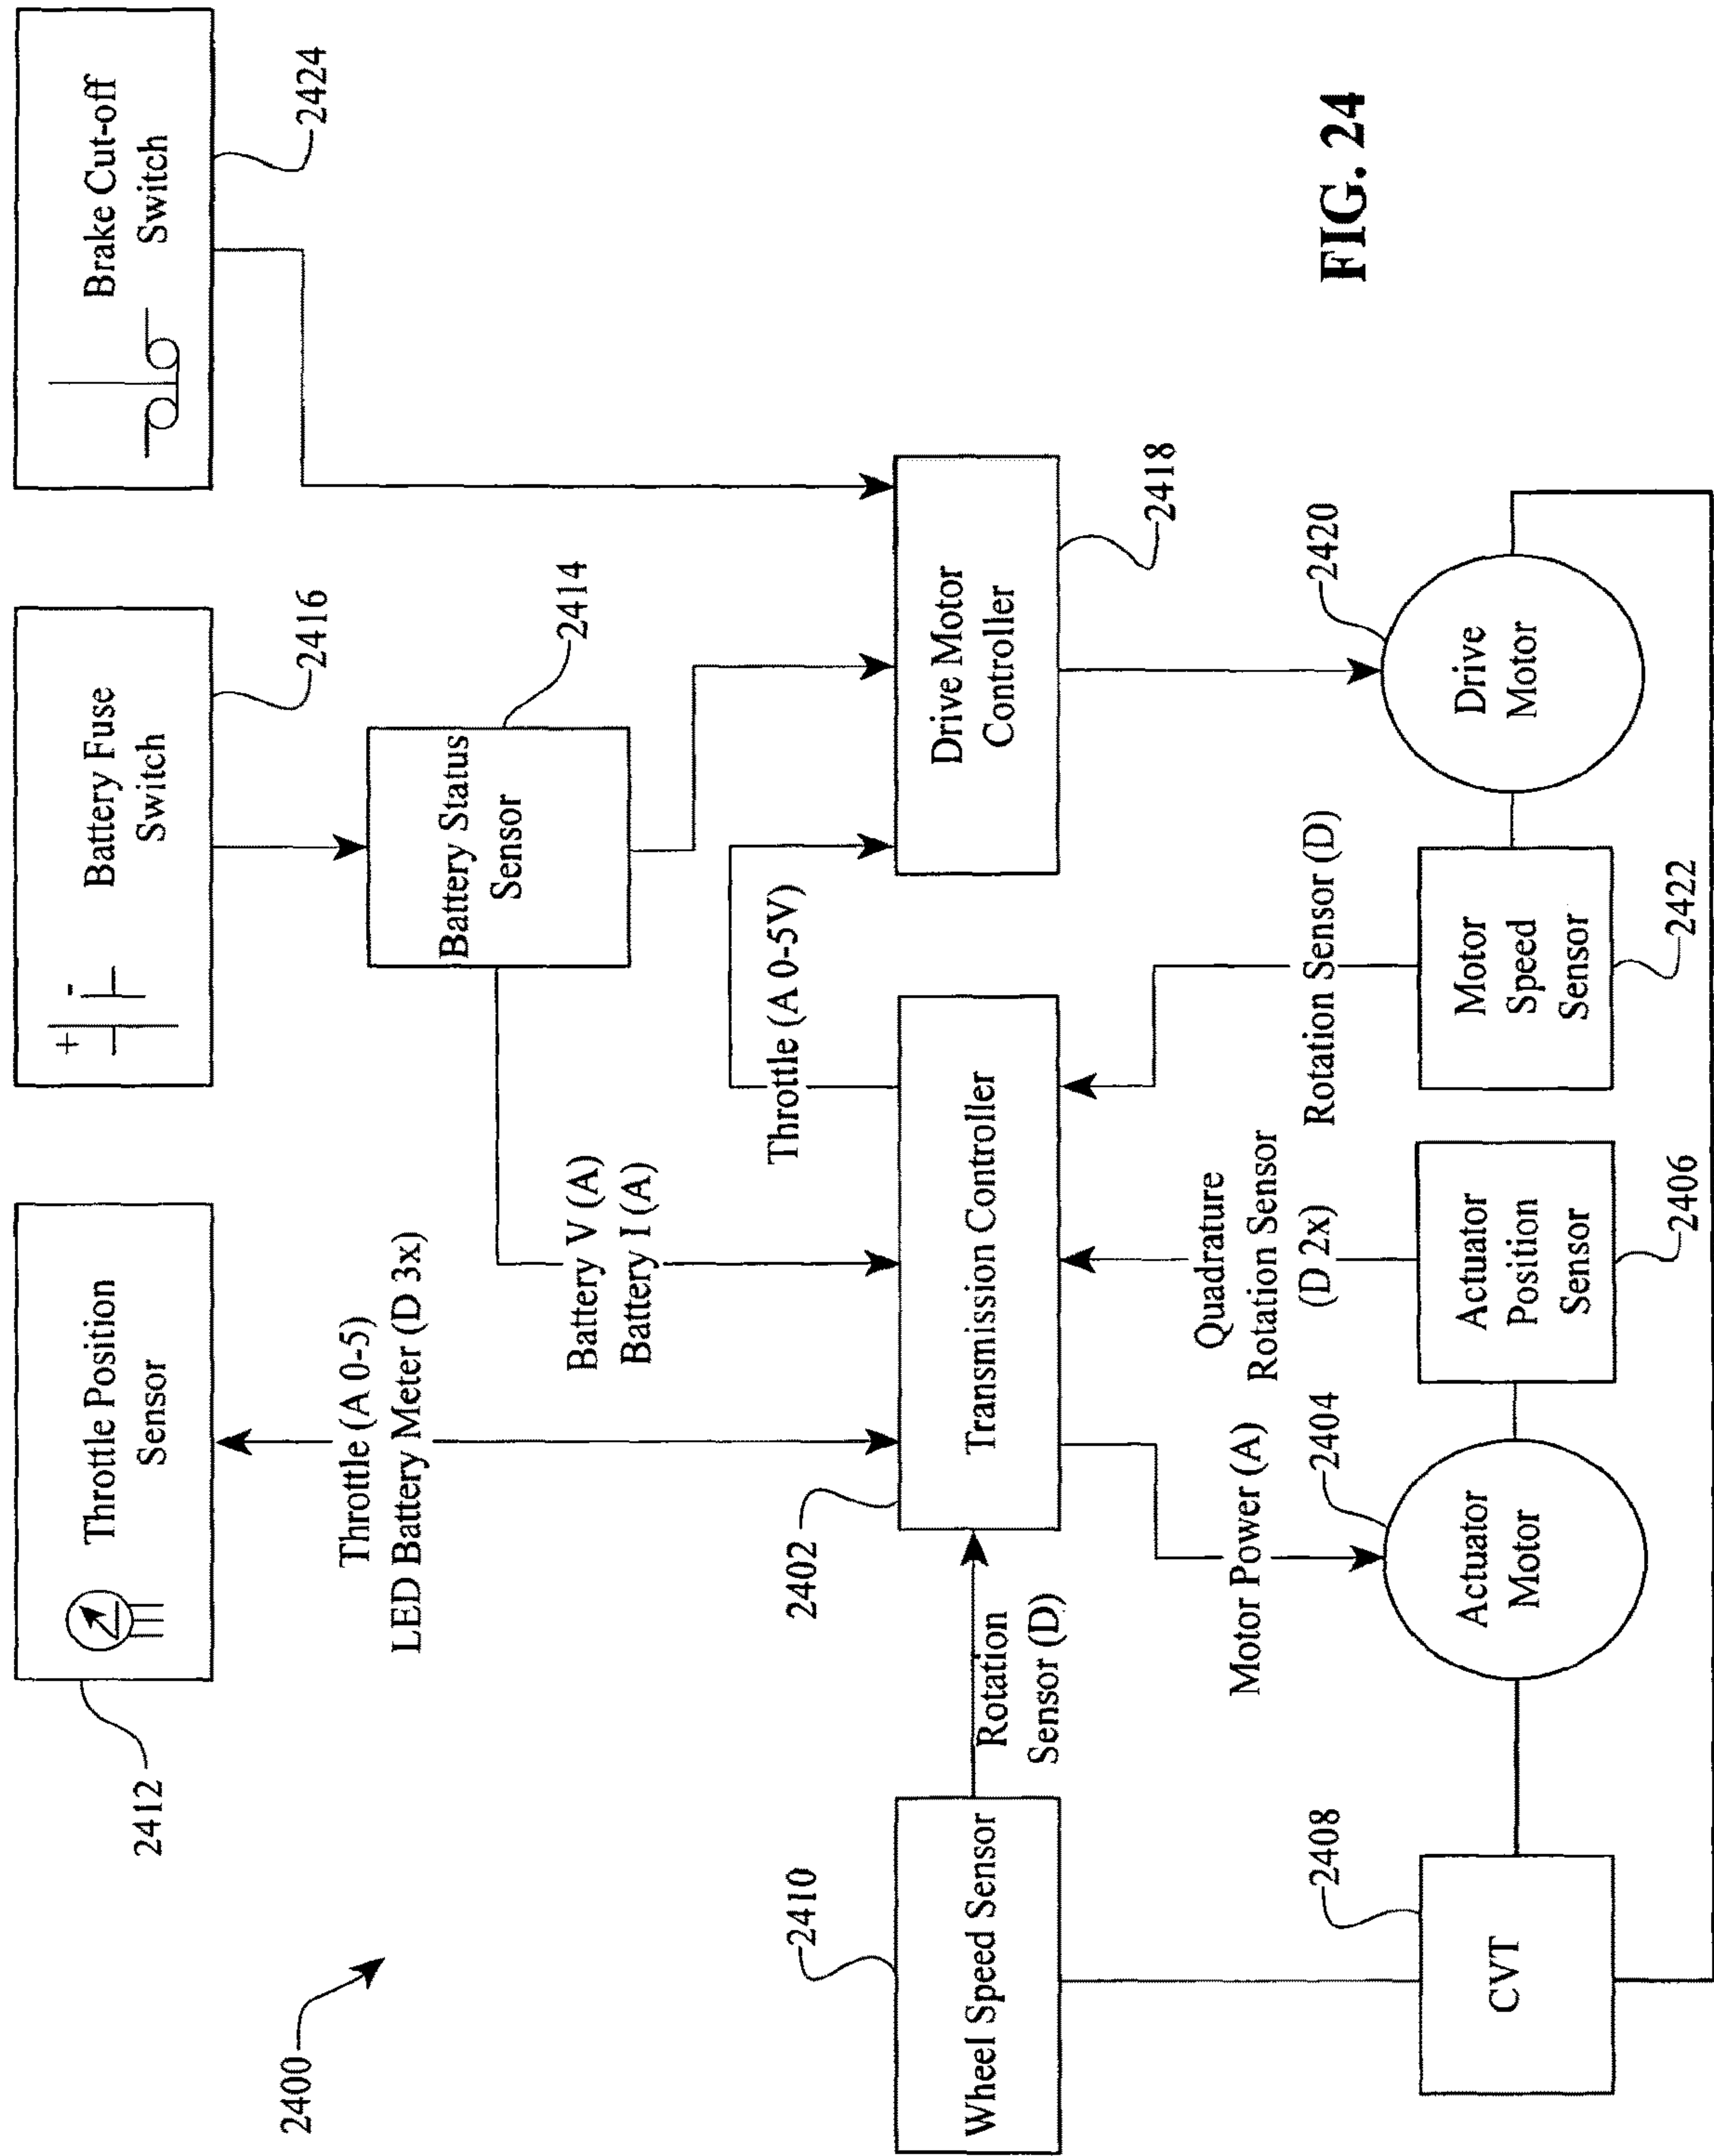 Throttle Position
Sensor
2412
+ -
Battery Fuse
Switch
2416
Brake Cut-off
Switch
2424
2400
Throttle (A 0-5)
LED Battery Meter (D 3x)
Battery Status
Sensor
2414
Battery V (A)
Battery I (A)
Throttle (A 0-5V)
2410
Wheel Speed Sensor
Rotation
Sensor (D)
2402
Transmission Controller
Drive Motor
Controller
2418
Motor Power (A)
Quadrature
Rotation Sensor
(D 2x)
Rotation Sensor (D)
2408
CVT
2404
Actuator
Motor
Actuator
Position
Sensor
2406
Motor
Speed
Sensor
2422
2420
Drive
Motor
FIG. 24